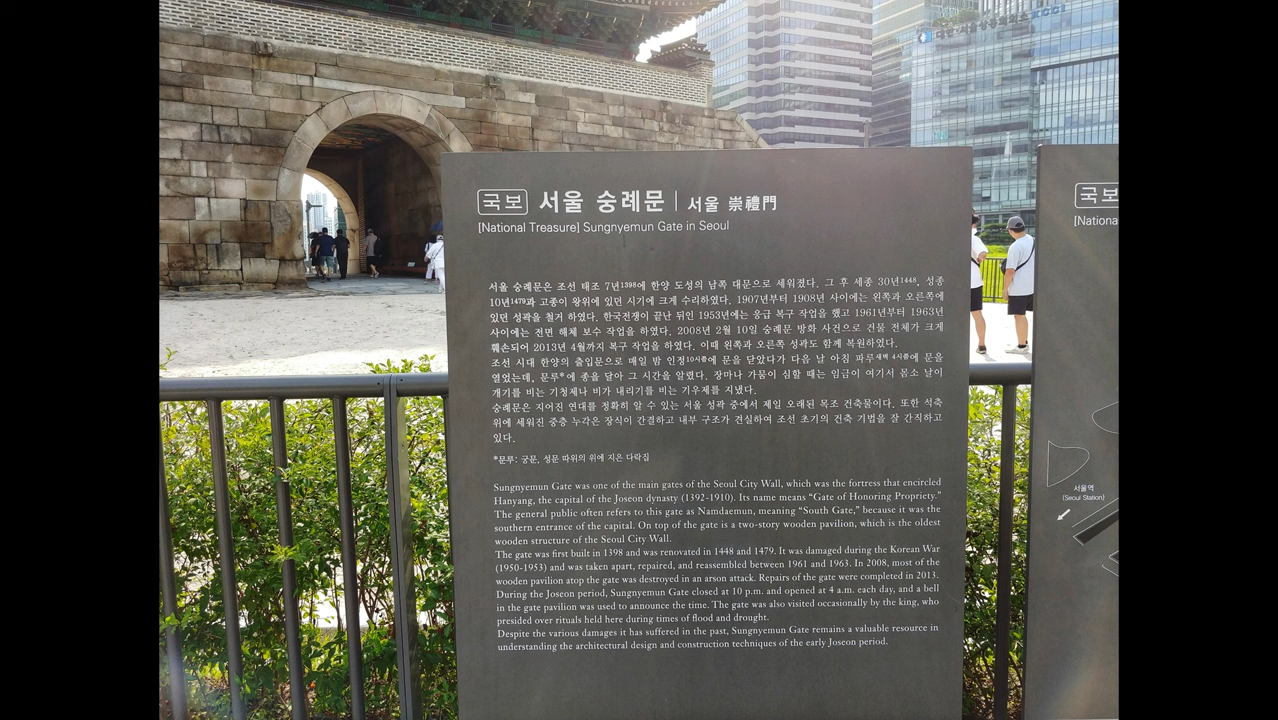 대한·서울상공회의소 KCCI
국보 서울 숭례문 | 서울 崇禮門
[National Treasure] Sungnyemun Gate in Seoul
서울 숭례문은 조선 태조 7년1398에 한양 도성의 남쪽 대문으로 세워졌다. 그 후 세종 30년1448, 성종
10년1479과 고종이 왕위에 있던 시기에 크게 수리하였다. 1907년부터 1908년 사이에는 왼쪽과 오른쪽에
있던 성곽을 철거 하였다. 한국전쟁이 끝난 뒤인 1953년에는 응급 복구 작업을 했고 1961년부터 1963년
사이에는 전면 해체 보수 작업을 하였다. 2008년 2월 10일 숭례문 방화 사건으로 건물 전체가 크게
훼손되어 2013년 4월까지 복구 작업을 하였다. 이때 왼쪽과 오른쪽 성곽도 함께 복원하였다.
조선 시대 한양의 출입문으로 매일 밤 인정10시쯤에 문을 닫았다가 다음 날 아침 파루새벽 4시쯤에 문을
열었는데, 문루*에 종을 달아 그 시간을 알렸다. 장마나 가뭄이 심할 때는 임금이 여기서 몸소 날이
개기를 비는 기청제나 비가 내리기를 비는 기우제를 지냈다.
숭례문은 지어진 연대를 정확히 알 수 있는 서울 성곽 중에서 제일 오래된 목조 건축물이다. 또한 석축
위에 세워진 중층 누각은 장식이 간결하고 내부 구조가 견실하여 조선 초기의 건축 기법을 잘 간직하고
있다.
*문루: 궁문, 성문 따위의 위에 지은 다락집
Sungnyemun Gate was one of the main gates of the Seoul City Wall, which was the fortress that encircled
Hanyang, the capital of the Joseon dynasty (1392-1910). Its name means “Gate of Honoring Propriety.”
The general public often refers to this gate as Namdaemun, meaning “South Gate,” because it was the
southern entrance of the capital. On top of the gate is a two-story wooden pavilion, which is the oldest
wooden structure of the Seoul City Wall.
The gate was first built in 1398 and was renovated in 1448 and 1479. It was damaged during the Korean War
(1950-1953) and was taken apart, repaired, and reassembled between 1961 and 1963. In 2008, most of the
wooden pavilion atop the gate was destroyed in an arson attack. Repairs of the gate were completed in 2013.
During the Joseon period, Sungnyemun Gate closed at 10 p.m. and opened at 4 a.m. each day, and a bell
in the gate pavilion was used to announce the time. The gate was also visited occasionally by the king, who
presided over rituals held here during times of flood and drought.
Despite the various damages it has suffered in the past, Sungnyemun Gate remains a valuable resource in
understanding the architectural design and construction techniques of the early Joseon period.
국보
[Nationa
서울역
(Seoul Station)